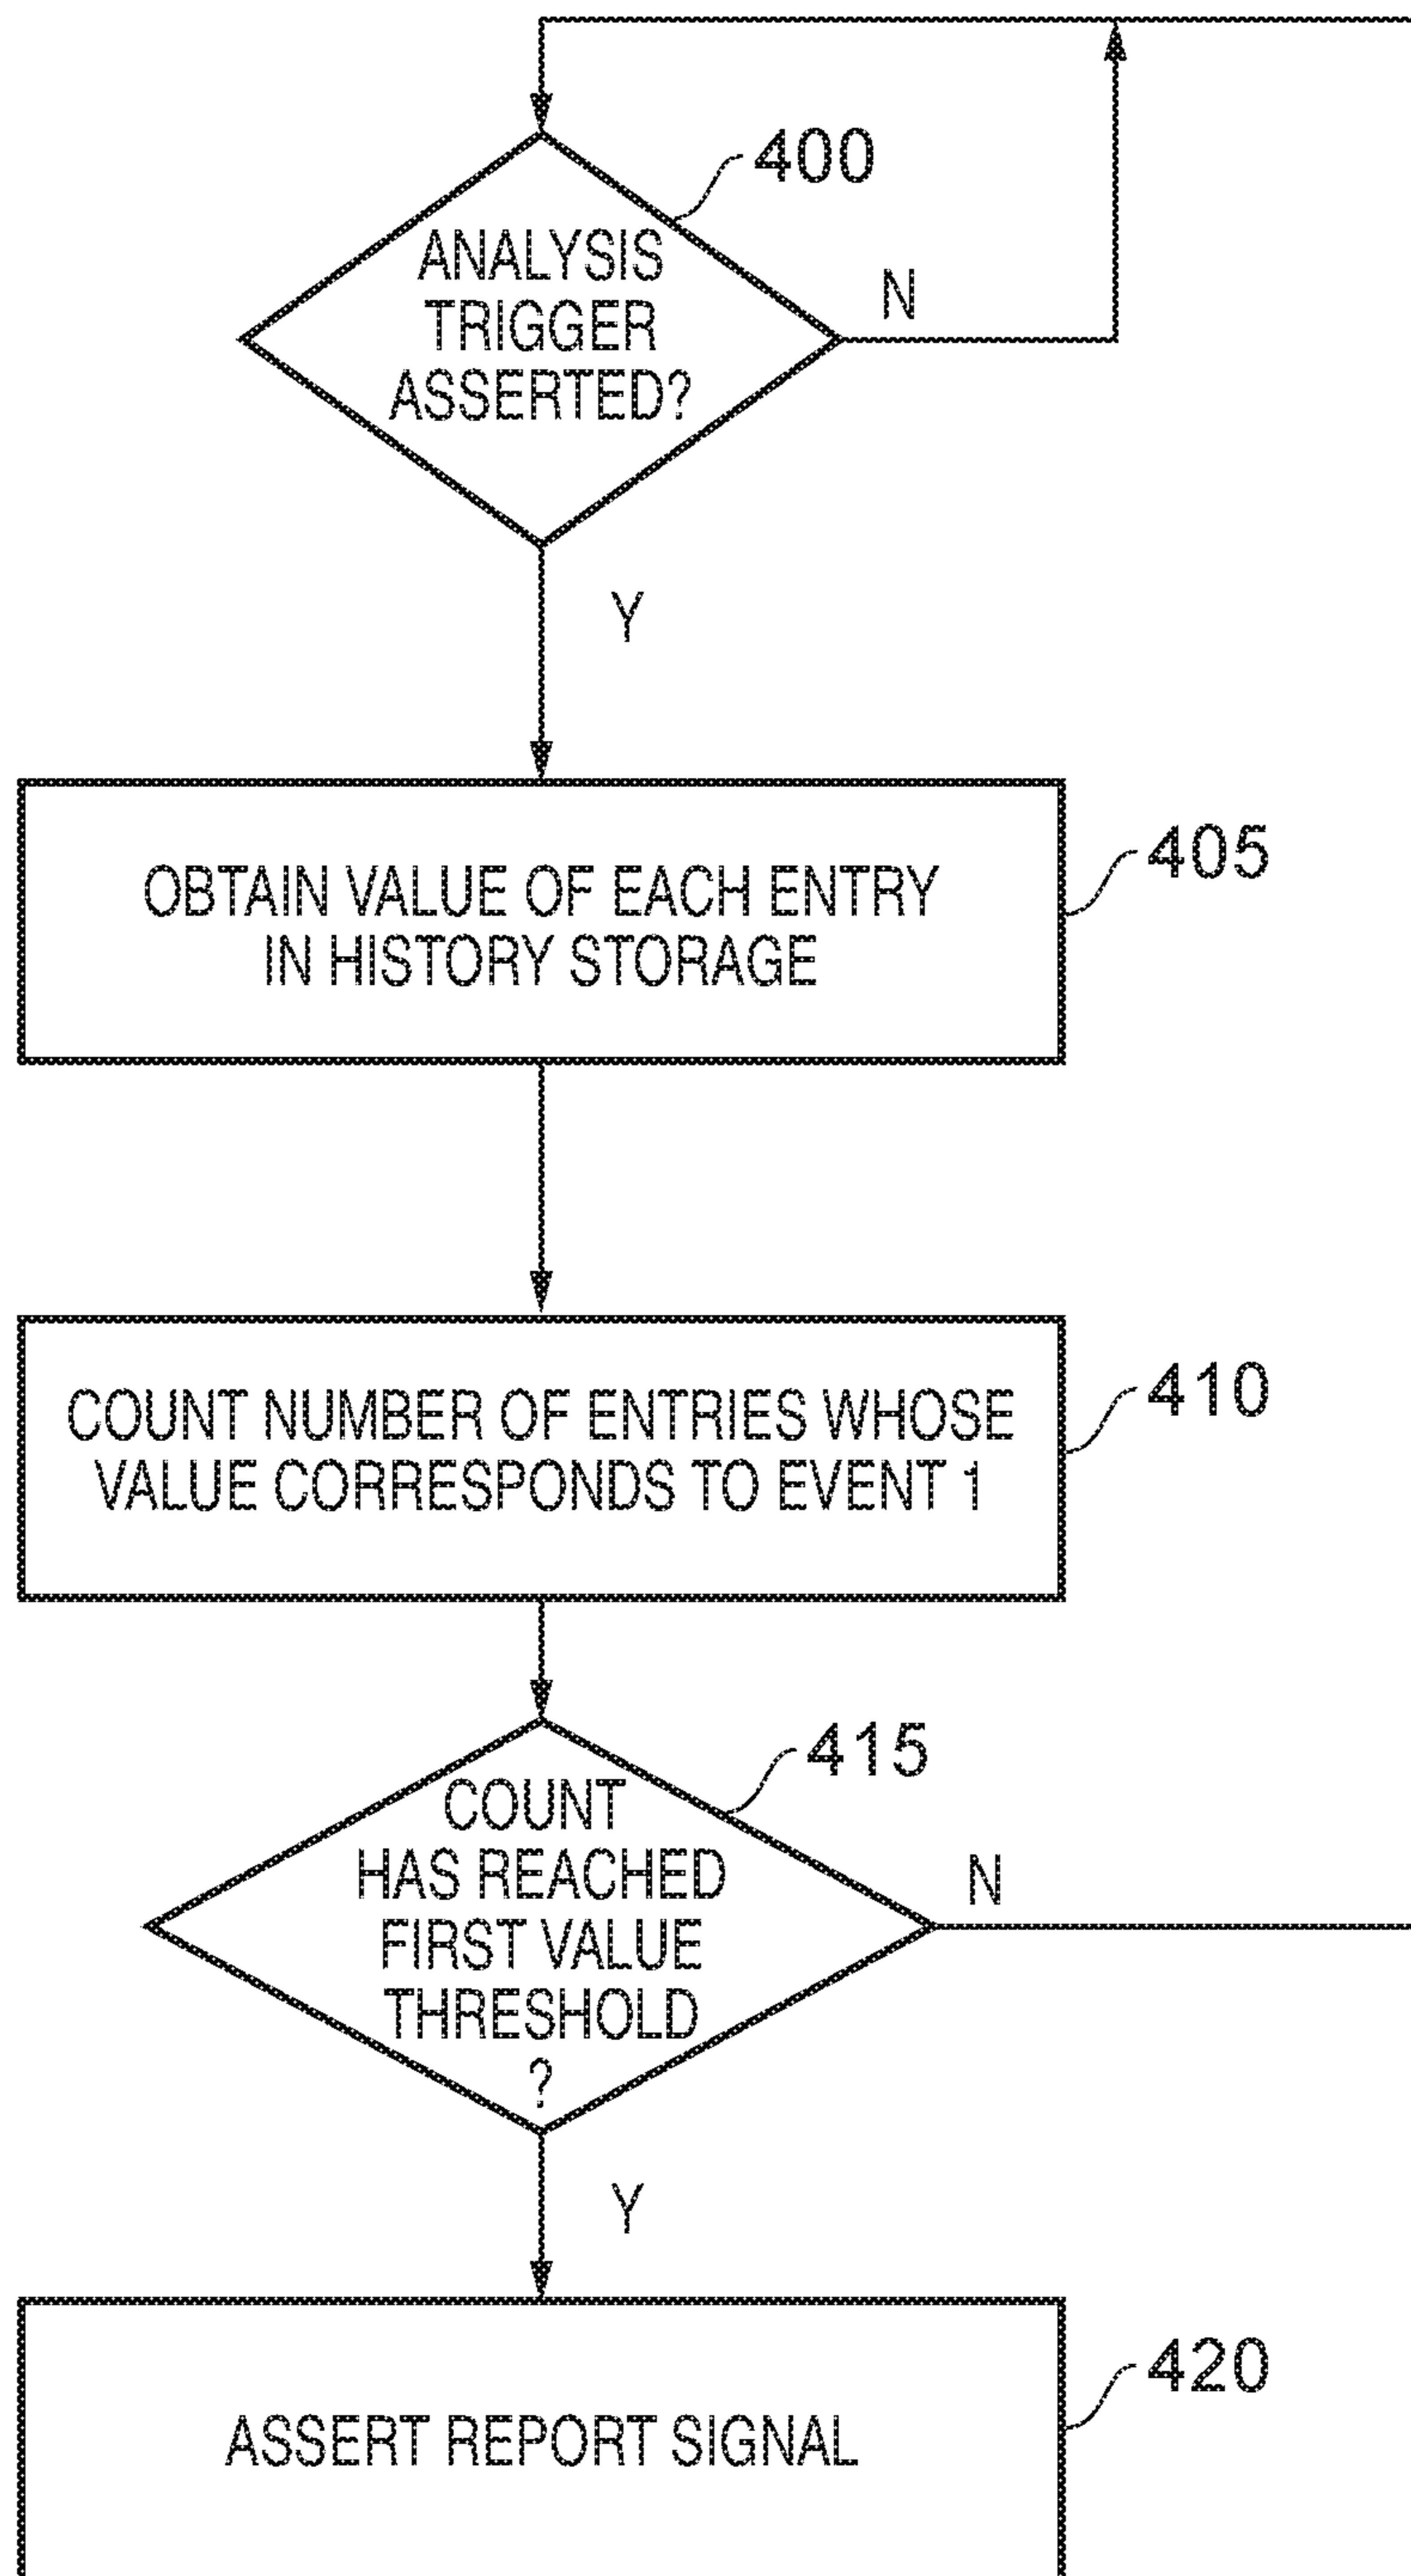 400
ANALYSIS
TRIGGER
ASSERTED?
N
Y
OBTAIN VALUE OF EACH ENTRY
IN HISTORY STORAGE
405
COUNT NUMBER OF ENTRIES WHOSE
VALUE CORRESPONDS TO EVENT 1
410
415
COUNT
HAS REACHED
FIRST VALUE
THRESHOLD
?
N
Y
ASSERT REPORT SIGNAL
420